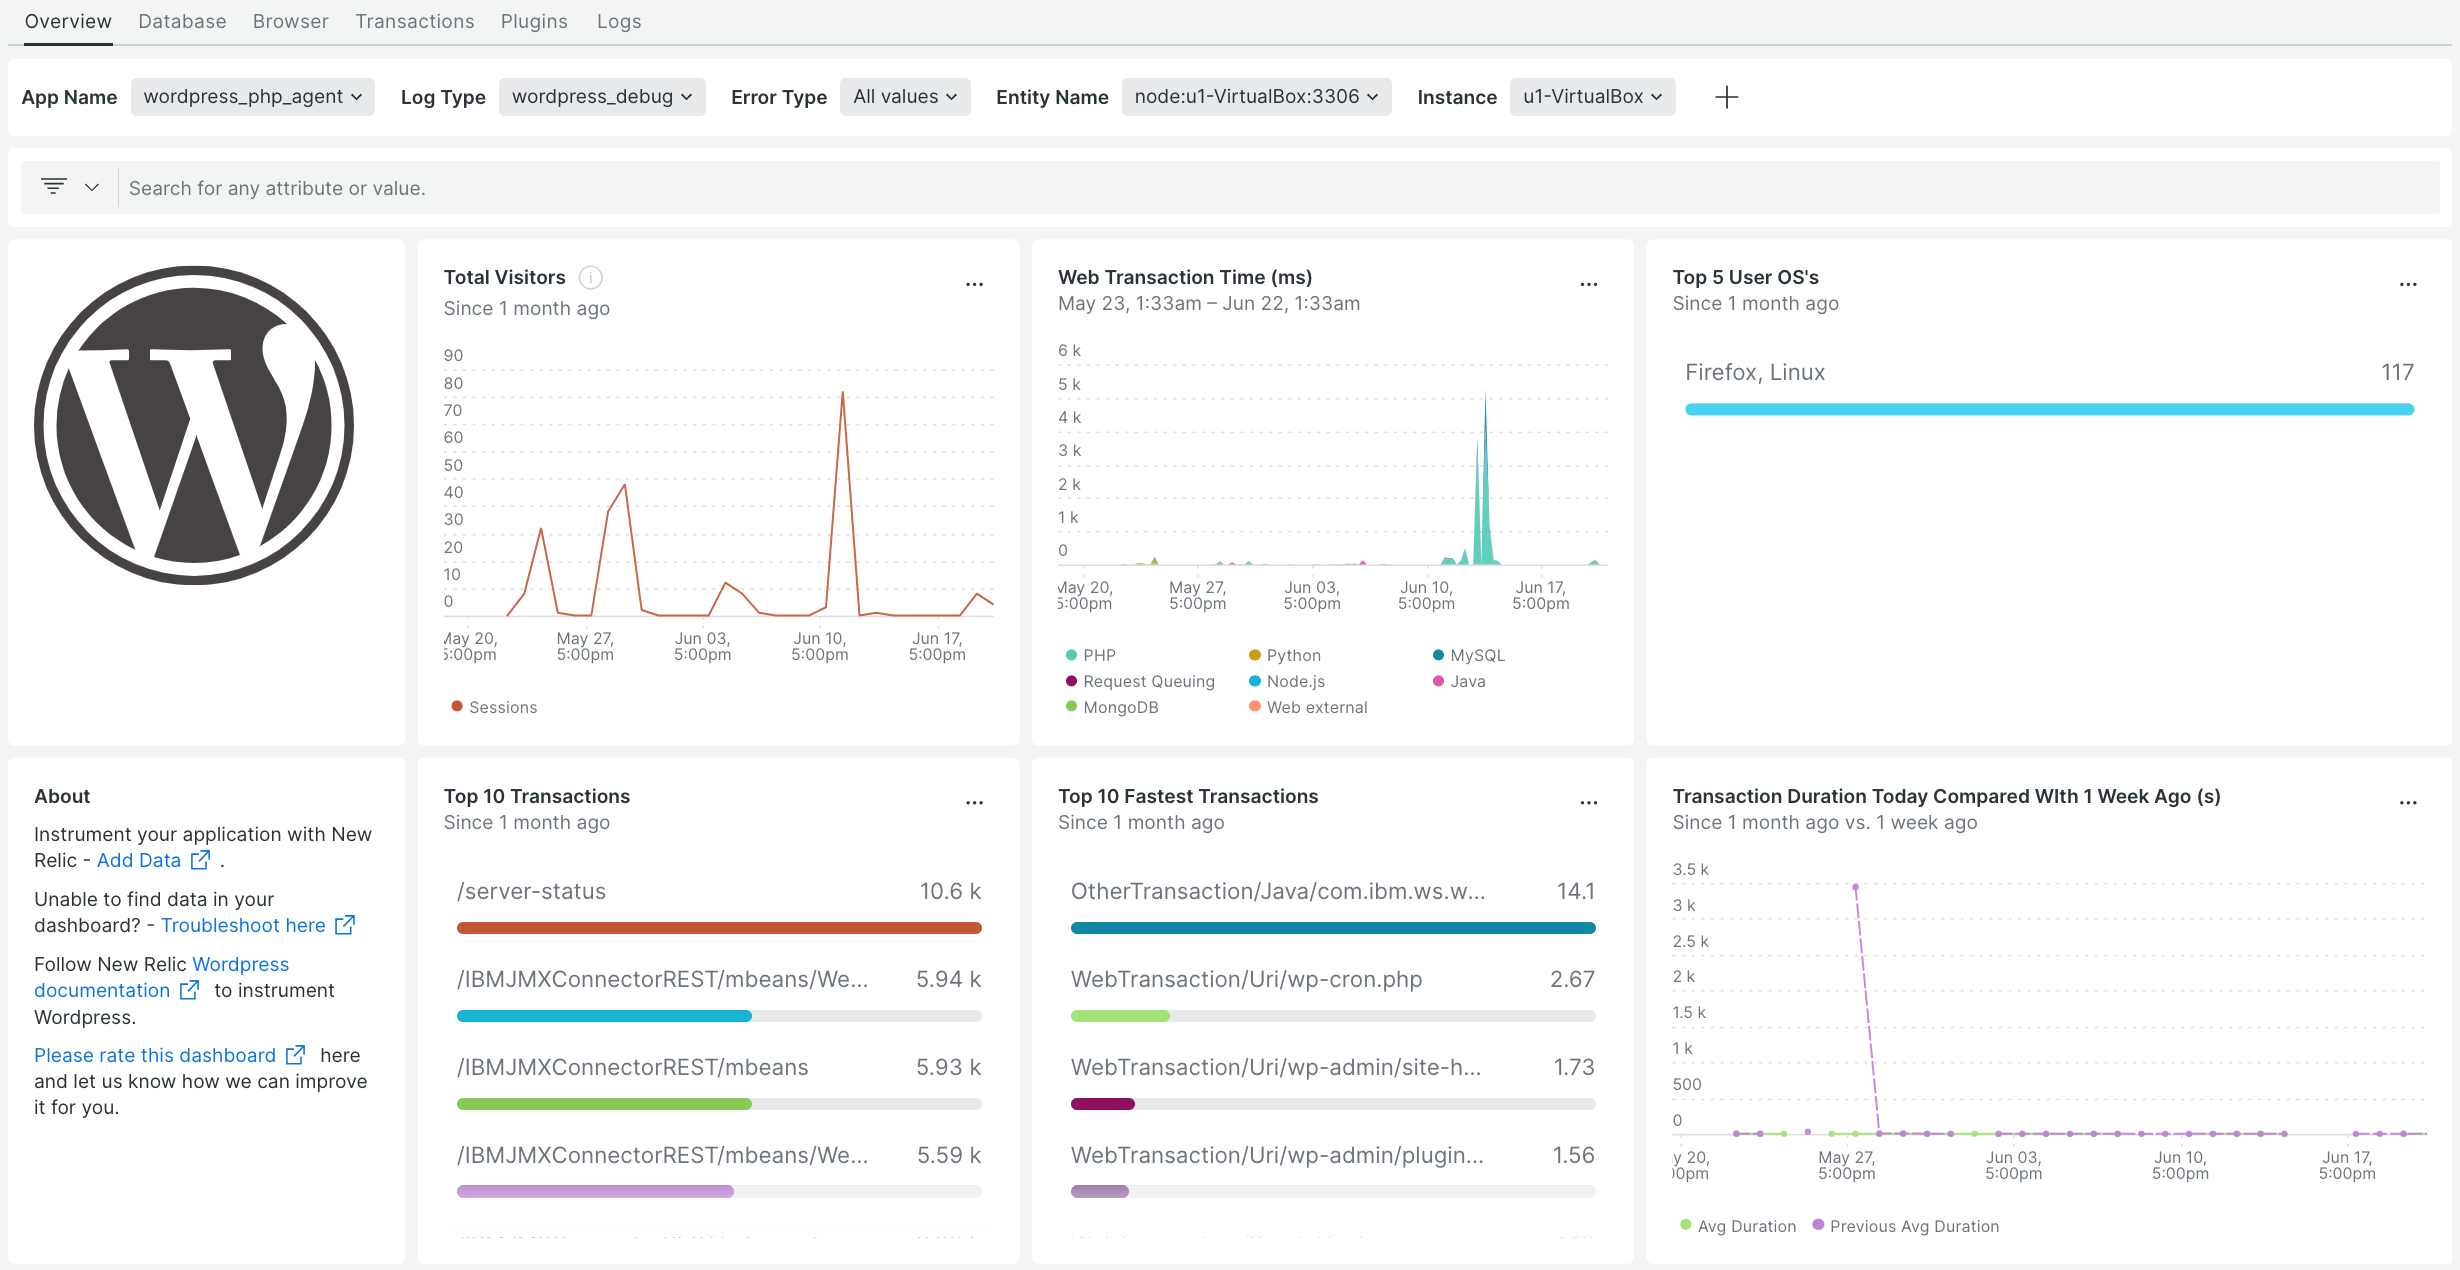 Overview Database Browser Transactions Plugins Logs
App Name wordpress_php_agent Log Type wordpress_debug Error Type All values Entity Name node:u1-VirtualBox:3306 Instance u1-VirtualBox
Search for any attribute or value.
Total Visitors
Since 1 month ago
90
80
70
60
50
40
30
20
10
0
May 20, May 27, Jun 03, Jun 10, Jun 17,
5:00pm 5:00pm 5:00pm 5:00pm 5:00pm
Sessions
Web Transaction Time (ms)
May 23, 1:33am – Jun 22, 1:33am
6 k
5 k
4 k
3 k
2 k
1 k
0
May 20, May 27, Jun 03, Jun 10, Jun 17,
5:00pm 5:00pm 5:00pm 5:00pm 5:00pm
PHP Python MySQL
Request Queuing Node.js Java
MongoDB Web external
Top 5 User OS's
Since 1 month ago
Firefox, Linux 117
About
Instrument your application with New
Relic - Add Data .
Unable to find data in your
dashboard? - Troubleshoot here
Follow New Relic Wordpress
documentation to instrument
Wordpress.
Please rate this dashboard here
and let us know how we can improve
it for you.
Top 10 Transactions
Since 1 month ago
/server-status 10.6 k
/IBMJMXConnectorREST/mbeans/We... 5.94 k
/IBMJMXConnectorREST/mbeans 5.93 k
/IBMJMXConnectorREST/mbeans/We... 5.59 k
Top 10 Fastest Transactions
Since 1 month ago
OtherTransaction/Java/com.ibm.ws.w... 14.1
WebTransaction/Uri/wp-cron.php 2.67
WebTransaction/Uri/wp-admin/site-h... 1.73
WebTransaction/Uri/wp-admin/plugin... 1.56
Transaction Duration Today Compared WIth 1 Week Ago (s)
Since 1 month ago vs. 1 week ago
3.5 k
3 k
2.5 k
2 k
1.5 k
1 k
500
0
y 20, May 27, Jun 03, Jun 10, Jun 17,
00pm 5:00pm 5:00pm 5:00pm 5:00pm
Avg Duration Previous Avg Duration